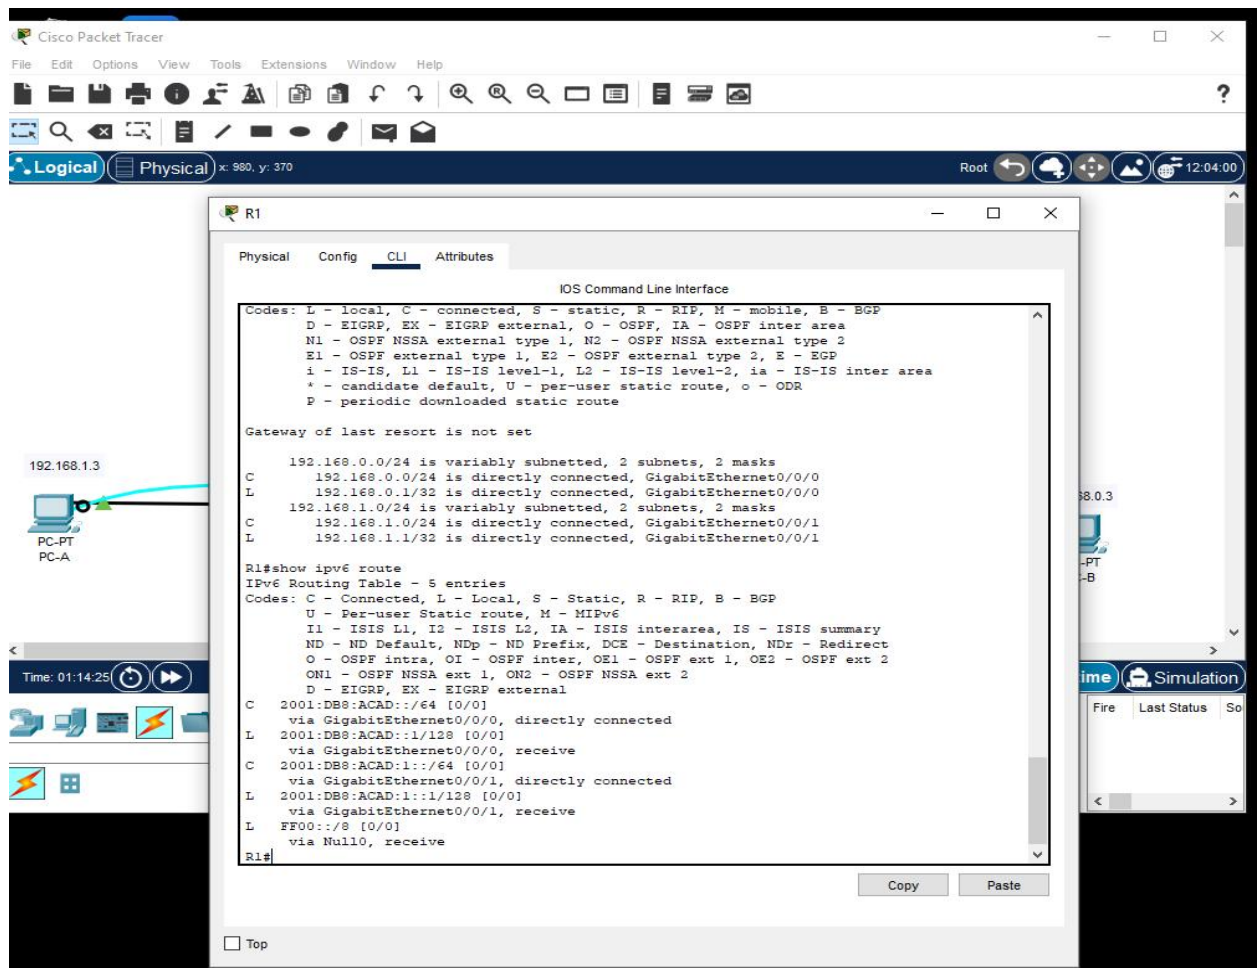 Cisco Packet Tracer
File Edit Options View Tools Extensions Window Help
?
Logical Physical x: 980, y: 370 Root 12:04:00
R1
Physical Config CLI Attributes
IOS Command Line Interface
Codes: L - local, C - connected, S - static, R - RIP, M - mobile, B - BGP
D - EIGRP, EX - EIGRP external, O - OSPF, IA - OSPF inter area
N1 - OSPF NSSA external type 1, N2 - OSPF NSSA external type 2
E1 - OSPF external type 1, E2 - OSPF external type 2, E - EGP
i - IS-IS, L1 - IS-IS level-1, L2 - IS-IS level-2, ia - IS-IS inter area
* - candidate default, U - per-user static route, o - ODR
P - periodic downloaded static route
Gateway of last resort is not set
192.168.0.0/24 is variably subnetted, 2 subnets, 2 masks
C 192.168.0.0/24 is directly connected, GigabitEthernet0/0/0
L 192.168.0.1/32 is directly connected, GigabitEthernet0/0/0
192.168.1.0/24 is variably subnetted, 2 subnets, 2 masks
C 192.168.1.0/24 is directly connected, GigabitEthernet0/0/1
L 192.168.1.1/32 is directly connected, GigabitEthernet0/0/1
R1#show ipv6 route
IPv6 Routing Table - 5 entries
Codes: C - Connected, L - Local, S - Static, R - RIP, B - BGP
U - Per-user Static route, M - MIPv6
I1 - ISIS L1, I2 - ISIS L2, IA - ISIS interarea, IS - ISIS summary
ND - ND Default, NDp - ND Prefix, DCE - Destination, NDr - Redirect
O - OSPF intra, OI - OSPF inter, OE1 - OSPF ext 1, OE2 - OSPF ext 2
ON1 - OSPF NSSA ext 1, ON2 - OSPF NSSA ext 2
D - EIGRP, EX - EIGRP external
C 2001:DB8:ACAD::/64 [0/0]
via GigabitEthernet0/0/0, directly connected
L 2001:DB8:ACAD::1/128 [0/0]
via GigabitEthernet0/0/0, receive
C 2001:DB8:ACAD:1::/64 [0/0]
via GigabitEthernet0/0/1, directly connected
L 2001:DB8:ACAD:1::1/128 [0/0]
via GigabitEthernet0/0/1, receive
L FF00::/8 [0/0]
via Null0, receive
R1#
Copy Paste
Top
192.168.1.3
PC-PT
PC-A
38.0.3
-PT
-B
Time: 01:14:25
ime Simulation
Fire Last Status So